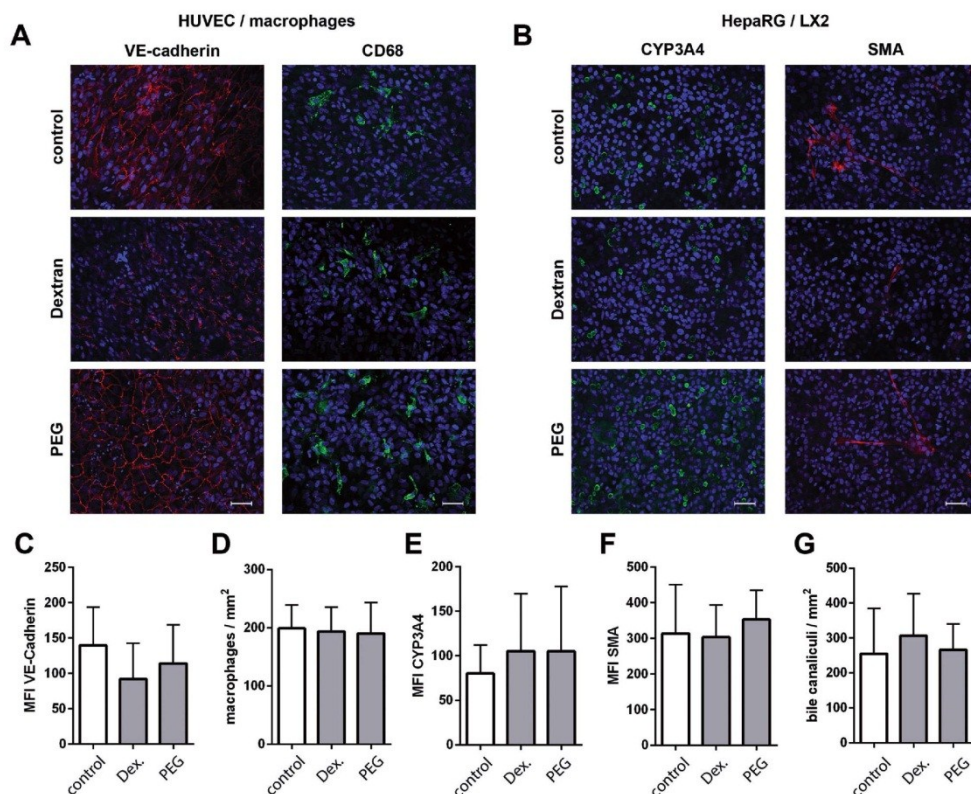 HUVEC / macrophages
HepaRG / LX2
A
VE-cadherin
CD68
B
CYP3A4
SMA
control
control
Dextran
Dextran
PEG
PEG
C
MFI VE-Cadherin
200
150
100
50
0
control
Dex.
PEG
D
macrophages / mm²
300
200
100
0
control
Dex.
PEG
E
MFI CYP3A4
200
150
100
50
0
control
Dex.
PEG
F
MFI SMA
500
400
300
200
100
0
control
Dex.
PEG
G
bile canaliculi / mm²
500
400
300
200
100
0
control
Dex.
PEG